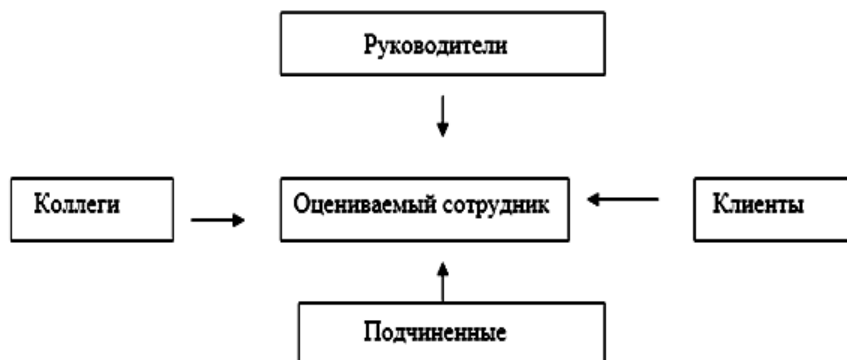 Руководители
Коллеги
Оцениваемый сотрудник
Клиенты
Подчиненные